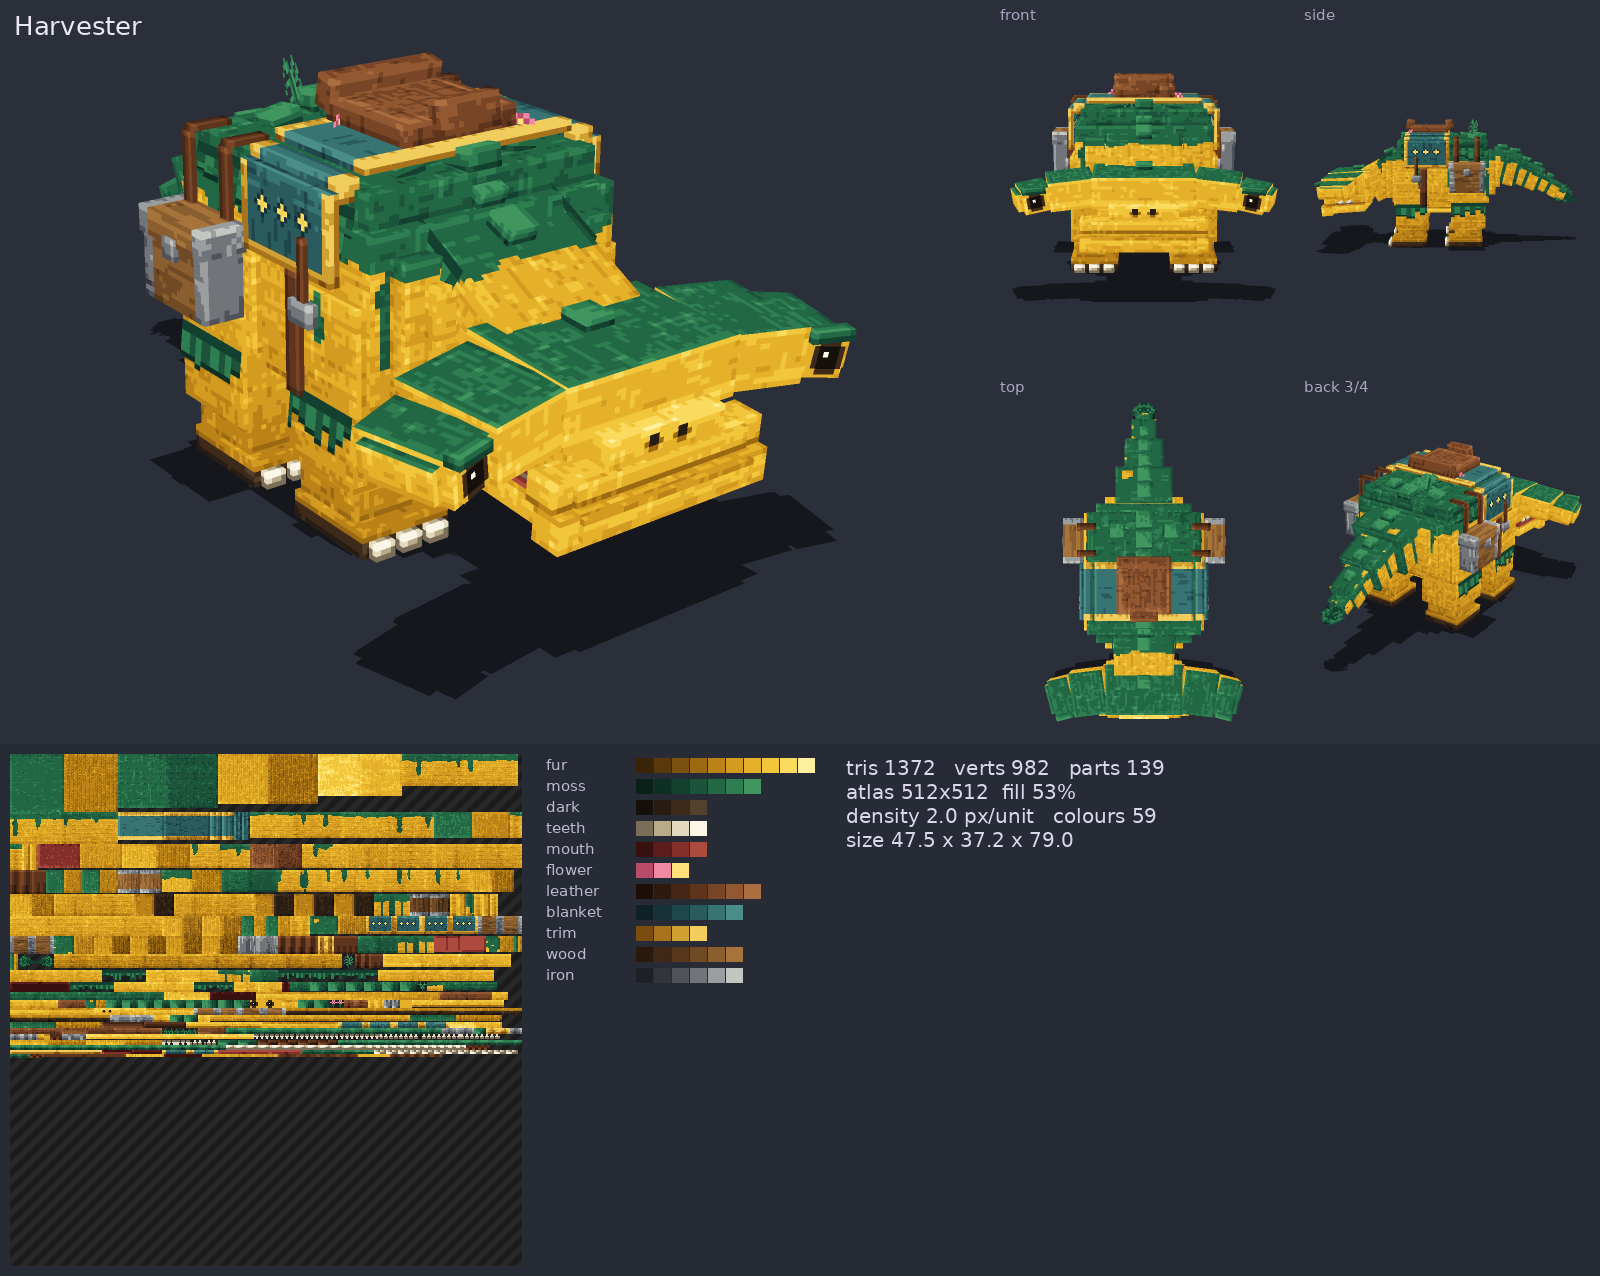 Harvester
front
side
top
back 3/4
fur
moss
dark
teeth
mouth
flower
leather
blanket
trim
wood
iron
tris 1372 verts 982 parts 139
atlas 512x512 fill 53%
density 2.0 px/unit colours 59
size 47.5 x 37.2 x 79.0